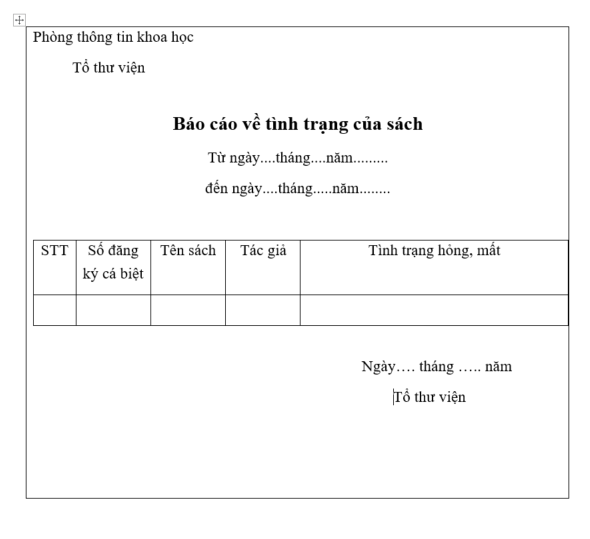 Phòng thông tin khoa học
Tổ thư viện
Báo cáo về tình trạng của sách
Từ ngày....tháng....năm.........
đến ngày....tháng.....năm........
STT
Số đăng
ký cá biệt
Tên sách
Tác giả
Tình trạng hỏng, mất
Ngày…. tháng ….. năm
Tổ thư viện